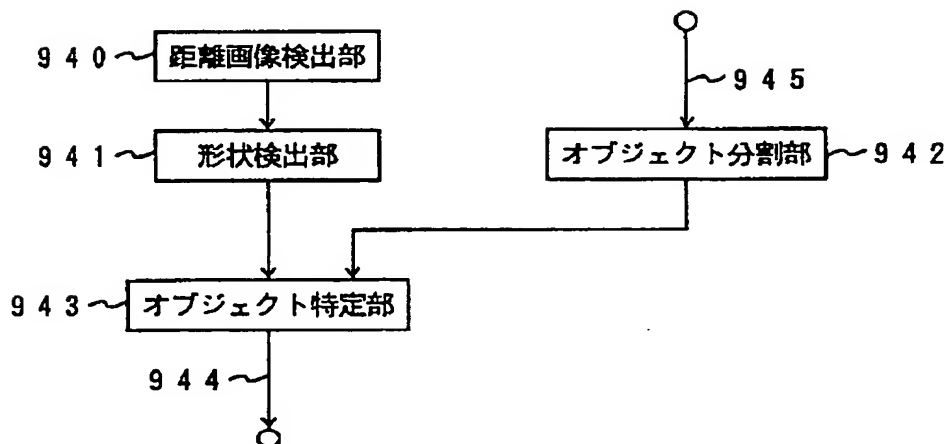 ９４０ 距離画像検出部
９４５
９４１ 形状検出部
オブジェクト分割部 ９４２
９４３ オブジェクト特定部
９４４